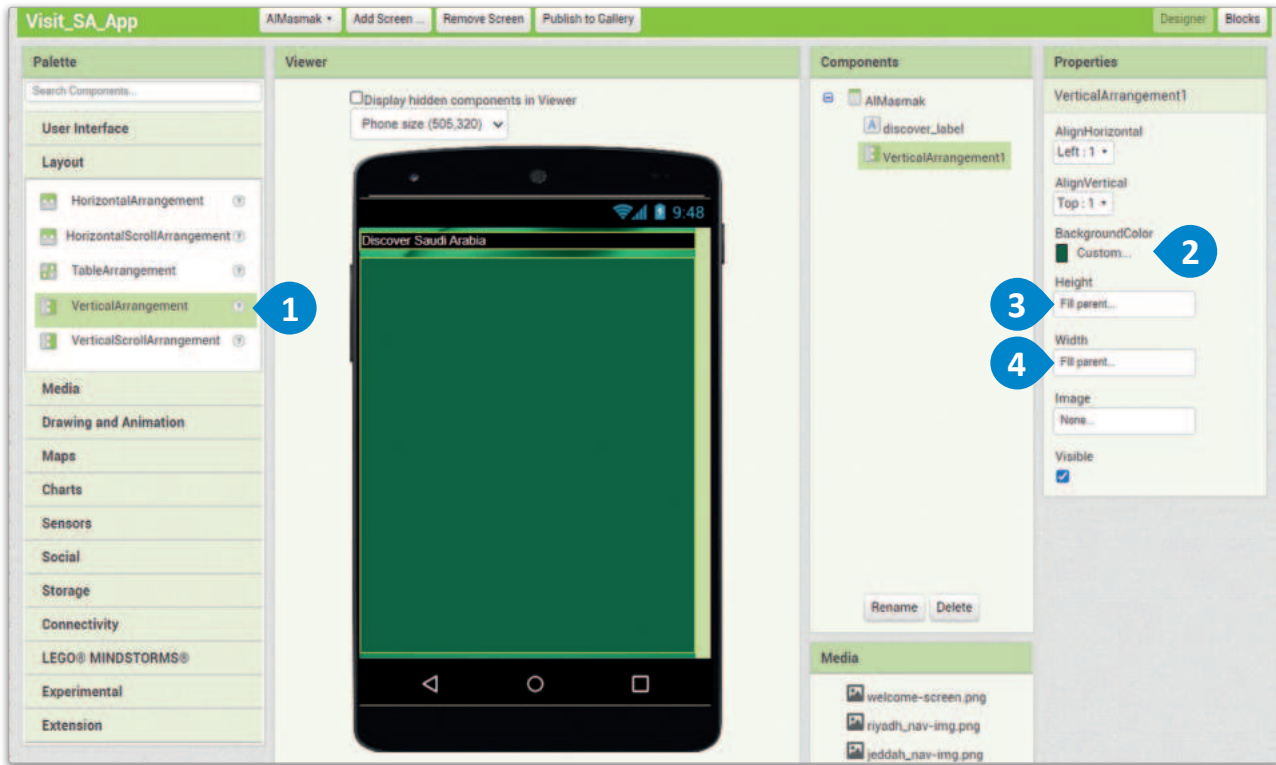 Visit_SA_App
AlMasmak
Add Screen ...
Remove Screen
Publish to Gallery
Designer
Blocks
Palette
Search Components...
User Interface
Layout
HorizontalArrangement ?
HorizontalScrollArrangement ?
TableArrangement ?
VerticalArrangement ?
VerticalScrollArrangement ?
Media
Drawing and Animation
Maps
Charts
Sensors
Social
Storage
Connectivity
LEGO® MINDSTORMS®
Experimental
Extension
1
Viewer
Display hidden components in Viewer
Phone size (505,320)
9:48
Discover Saudi Arabia
Components
AlMasmak
A discover_label
VerticalArrangement1
Rename
Delete
Media
welcome-screen.png
riyadh_nav-img.png
jeddah_nav-img.png
Properties
VerticalArrangement1
AlignHorizontal
Left : 1
AlignVertical
Top : 1
BackgroundColor
Custom...
2
Height
3
Fill parent...
Width
4
Fill parent...
Image
None...
Visible